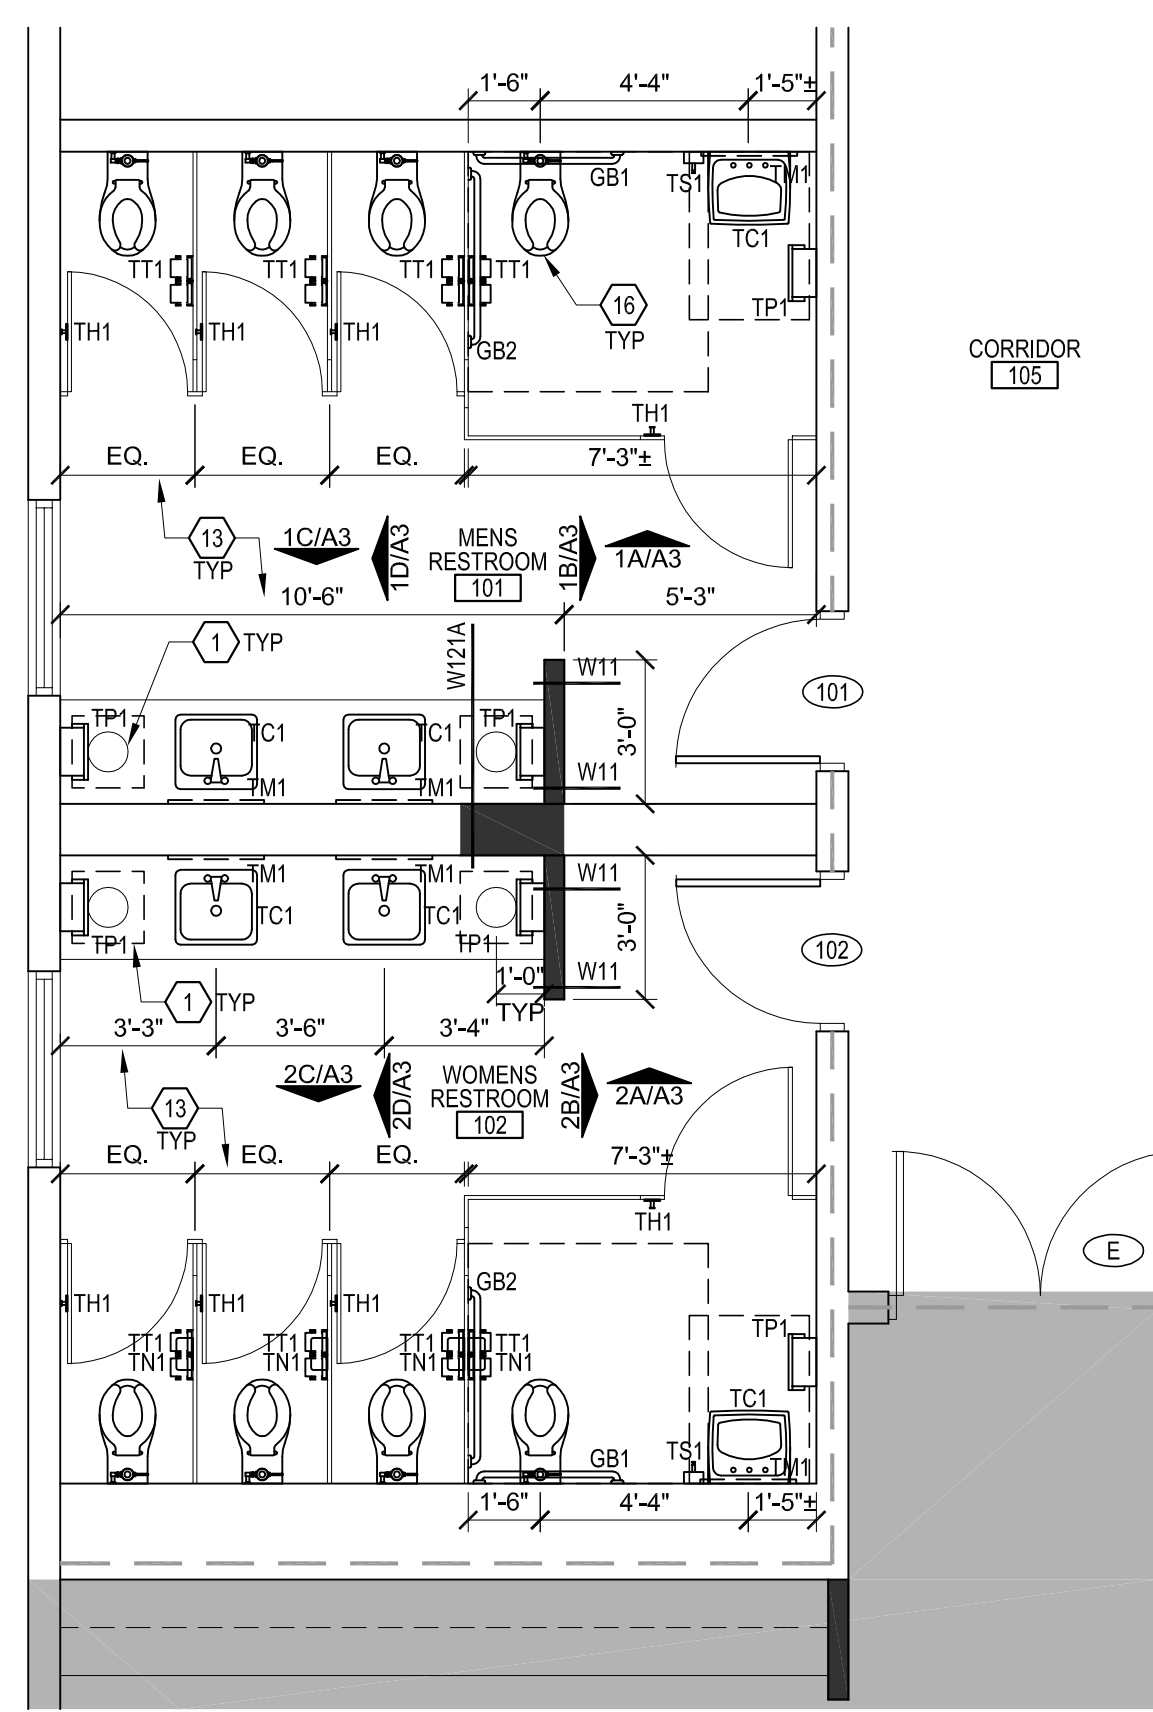 1'-6" 4'-4" 1'-5"±
GB1 TS1 TM1
TC1
TT1 TT1 TT1 TT1
TP1
16
TYP
TH1 TH1 TH1
GB2
CORRIDOR
105
TH1
EQ. EQ. EQ. 7'-3"±
13
TYP
1C/A3
1D/A3
MENS
RESTROOM
101
1B/A3
1A/A3
10'-6" 5'-3"
1 TYP
W121A
W11
101
TP1 TC1 TC1 TP1
3'-0"
TM1 TM1 W11
TM1 TM1 W11
TC1 TC1
TP1 TP1
3'-0"
102
1'-0"
TYP
W11
1 TYP
3'-3" 3'-6" 3'-4"
2C/A3
2D/A3
WOMENS
RESTROOM
102
2B/A3
2A/A3
13
TYP
EQ. EQ. EQ. 7'-3"±
TH1
E
GB2
TH1 TH1 TH1
TP1
TT1 TT1 TT1 TT1
TN1 TN1 TN1 TN1
TC1
GB1 TS1 TM1
1'-6" 4'-4" 1'-5"±